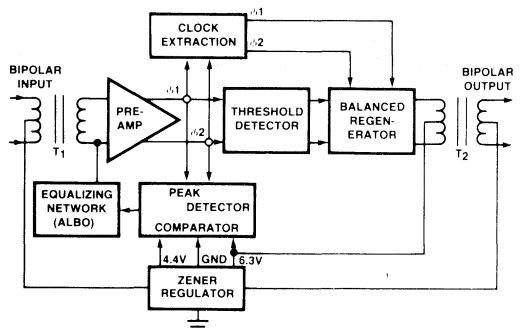 CLOCK
EXTRACTION
ϕ1
ϕ2
BIPOLAR
INPUT
T1
PRE-
AMP
ϕ1
ϕ2
THRESHOLD
DETECTOR
BALANCED
REGEN-
ERATOR
BIPOLAR
OUTPUT
T2
EQUALIZING
NETWORK
(ALBO)
PEAK
DETECTOR
COMPARATOR
4.4V
GND
6.3V
ZENER
REGULATOR